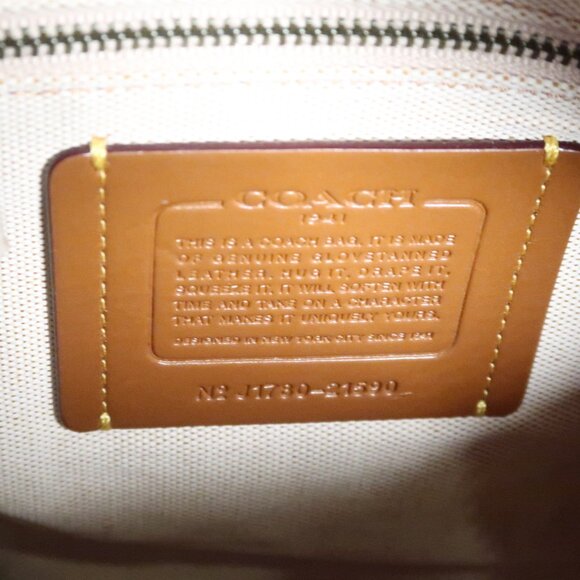 COACH
1941
THIS IS A COACH BAG. IT IS MADE
OF GENUINE GLOVETANNED
LEATHER. HUG IT, DRAPE IT,
SQUEEZE IT, IT WILL SOFTEN WITH
TIME AND TAKE ON A CHARACTER
THAT MAKES IT UNIQUELY YOURS.
DESIGNED IN NEW YORK CITY SINCE 1941
Nº J1780-21590